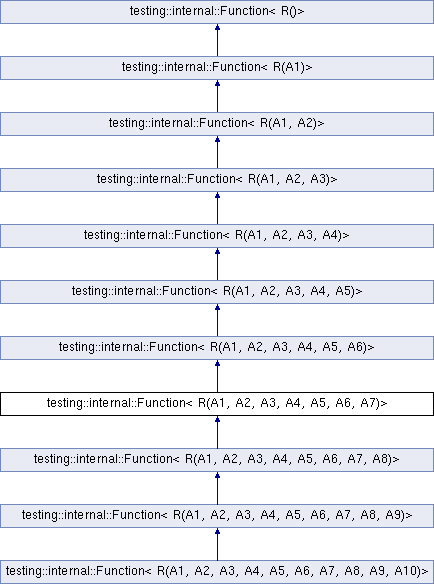 testing::internal::Function< R()>
testing::internal::Function< R(A1)>
testing::internal::Function< R(A1, A2)>
testing::internal::Function< R(A1, A2, A3)>
testing::internal::Function< R(A1, A2, A3, A4)>
testing::internal::Function< R(A1, A2, A3, A4, A5)>
testing::internal::Function< R(A1, A2, A3, A4, A5, A6)>
testing::internal::Function< R(A1, A2, A3, A4, A5, A6, A7)>
testing::internal::Function< R(A1, A2, A3, A4, A5, A6, A7, A8)>
testing::internal::Function< R(A1, A2, A3, A4, A5, A6, A7, A8, A9)>
testing::internal::Function< R(A1, A2, A3, A4, A5, A6, A7, A8, A9, A10)>